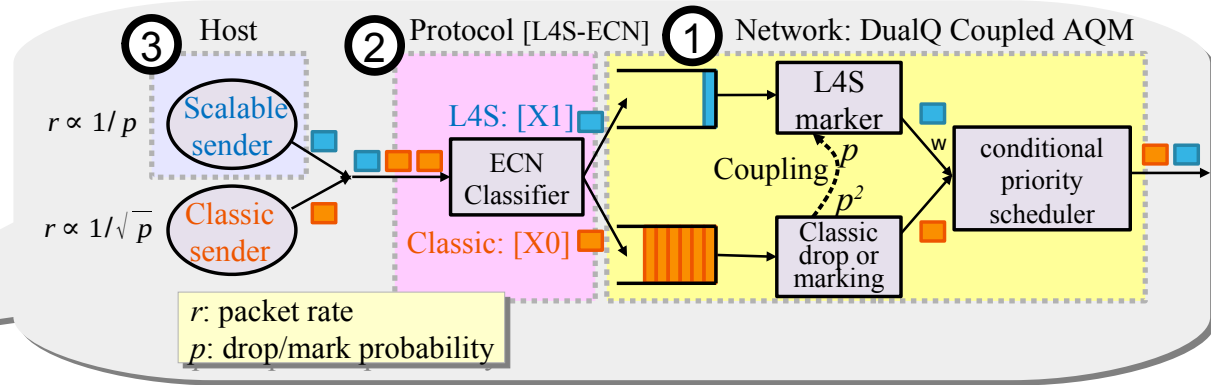 3
Host
2
Protocol [L4S-ECN]
1
Network: DualQ Coupled AQM
r ∝ 1/ p
Scalable
sender
L4S: [X1]
ECN
Classifier
L4S
marker
w
Coupling
p
p²
conditional
priority
scheduler
r ∝ 1/√p
Classic
sender
Classic: [X0]
Classic
drop or
marking
r: packet rate
p: drop/mark probability